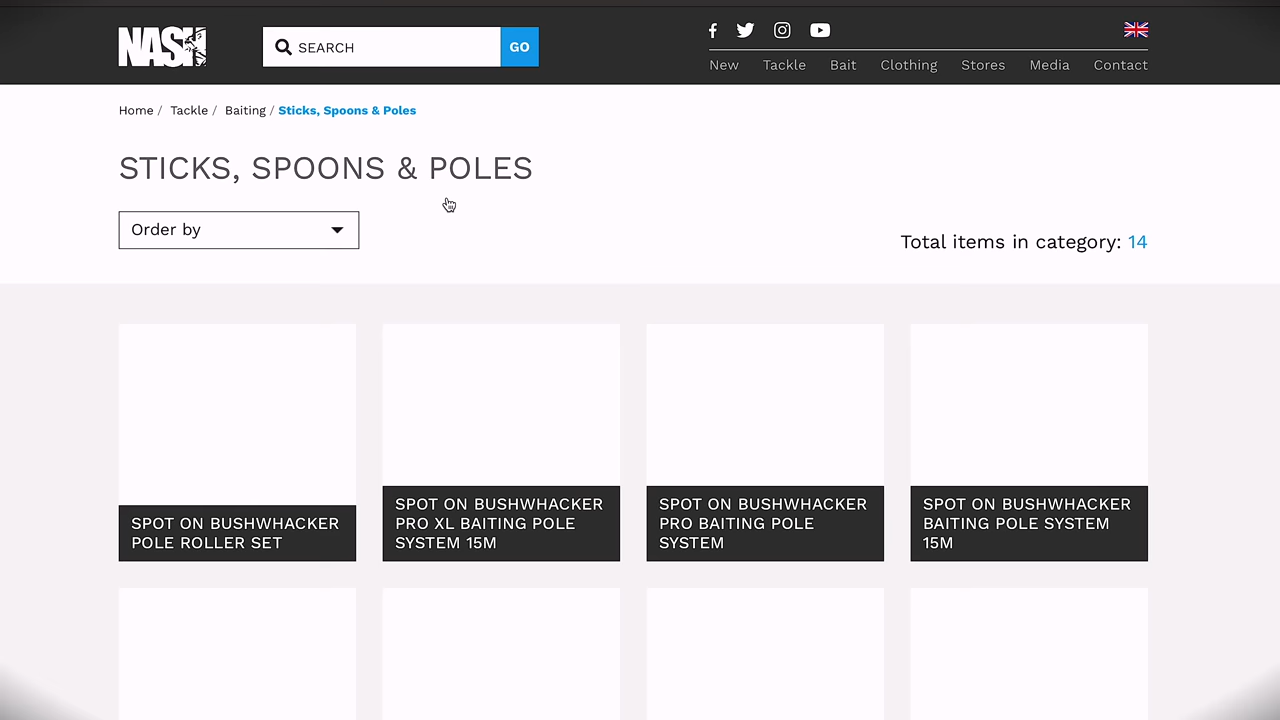 NASH
SEARCH
GO
New Tackle Bait Clothing Stores Media Contact
Home / Tackle / Baiting / Sticks, Spoons & Poles
STICKS, SPOONS & POLES
Order by
Total items in category: 14
SPOT ON BUSHWHACKER
POLE ROLLER SET
SPOT ON BUSHWHACKER
PRO XL BAITING POLE
SYSTEM 15M
SPOT ON BUSHWHACKER
PRO BAITING POLE
SYSTEM
SPOT ON BUSHWHACKER
BAITING POLE SYSTEM
15M